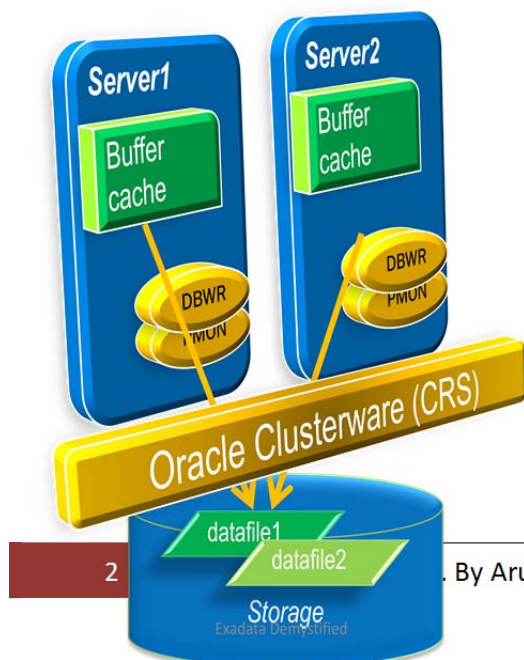 Server1
Buffer
cache
DBWR
PMON
Server2
Buffer
cache
DBWR
PMON
Oracle Clusterware (CRS)
datafile1
datafile2
Storage
2
. By Aru
Exadata Demystified